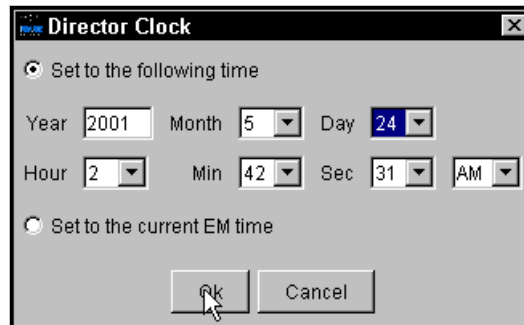 Director Clock
Set to the following time
Year 2001 Month 5 Day 24
Hour 2 Min 42 Sec 31 AM
Set to the current EM time
Ok Cancel